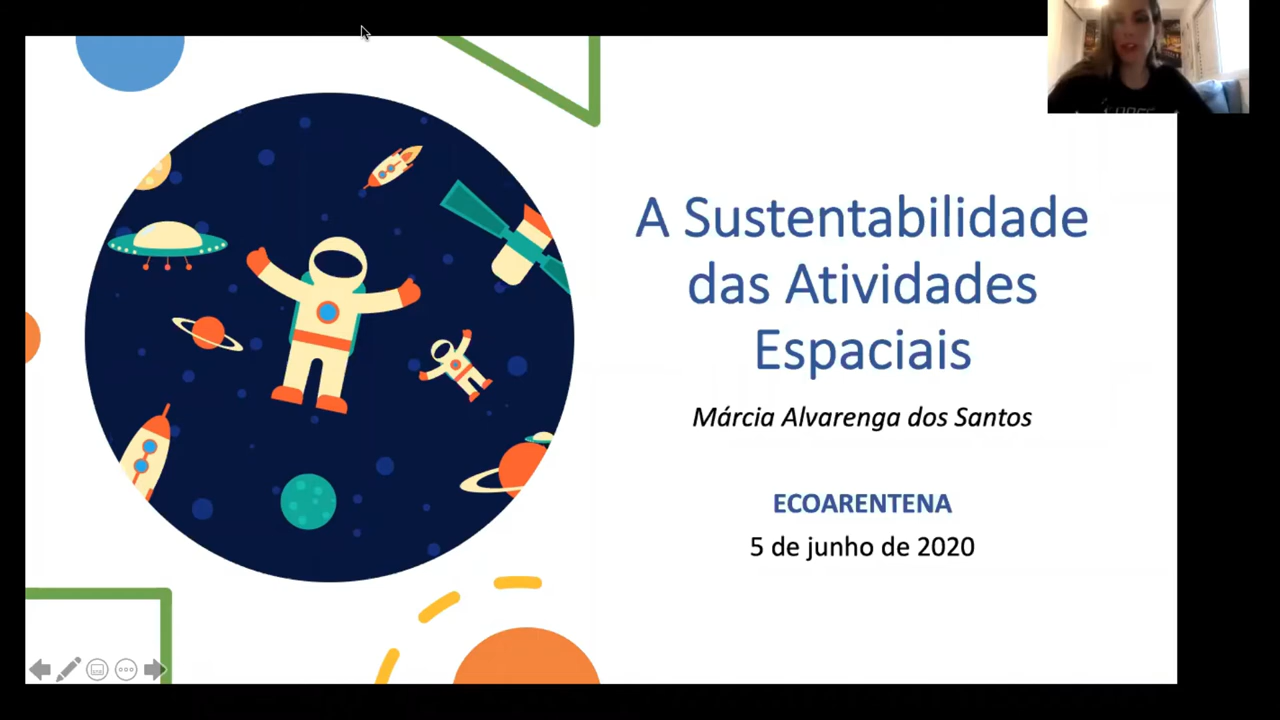 A Sustentabilidade
das Atividades
Espaciais
Márcia Alvarenga dos Santos
ECOARENTENA
5 de junho de 2020